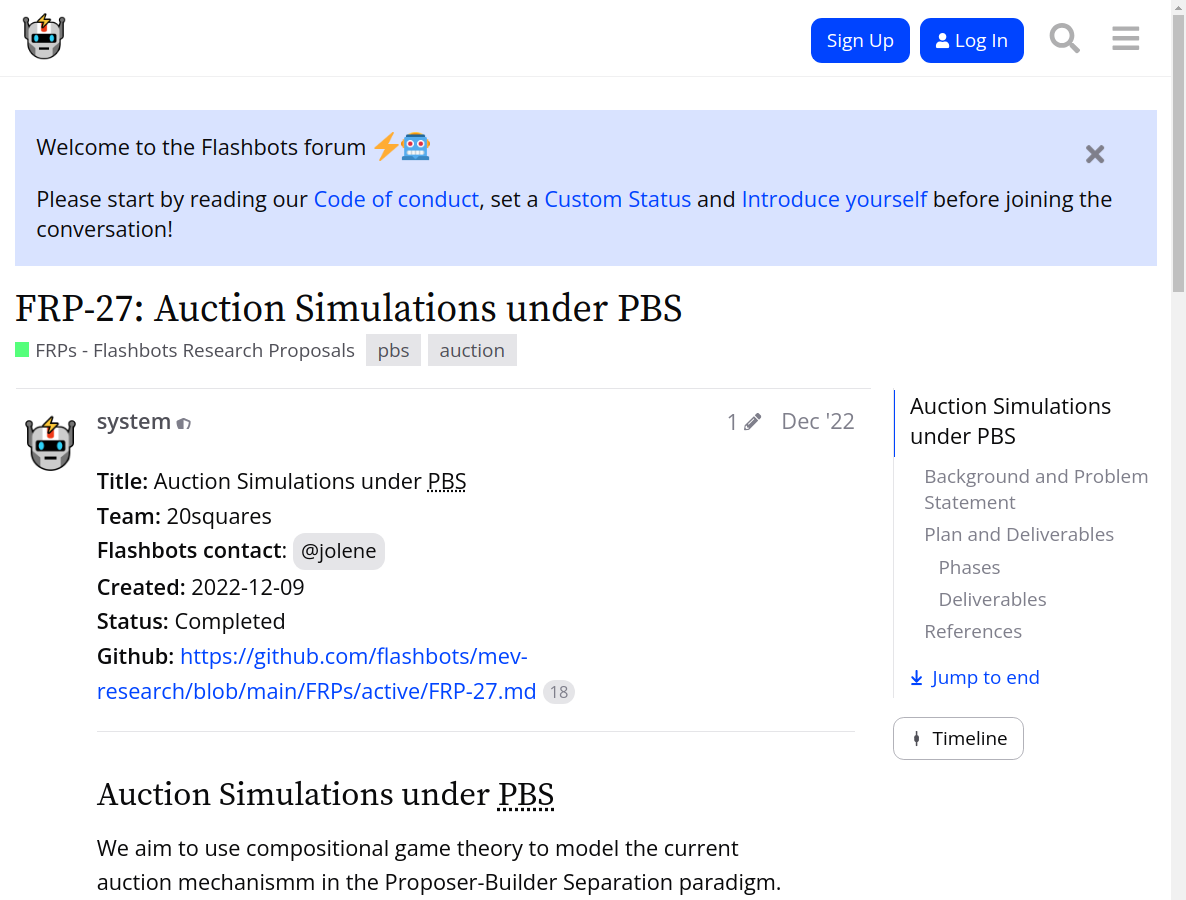 Sign Up
Log In
Welcome to the Flashbots forum
Please start by reading our Code of conduct, set a Custom Status and Introduce yourself before joining the
conversation!
FRP-27: Auction Simulations under PBS
FRPs - Flashbots Research Proposals pbs auction
system 1 Dec '22
Title: Auction Simulations under PBS
Team: 20squares
Flashbots contact: @jolene
Created: 2022-12-09
Status: Completed
Github: https://github.com/flashbots/mev-
research/blob/main/FRPs/active/FRP-27.md 18
Auction Simulations under PBS
We aim to use compositional game theory to model the current
auction mechanismm in the Proposer-Builder Separation paradigm.
Auction Simulations
under PBS
Background and Problem
Statement
Plan and Deliverables
Phases
Deliverables
References
Jump to end
Timeline